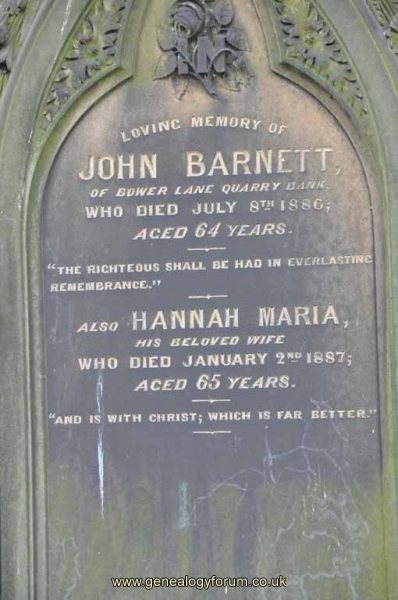 LOVING MEMORY OF
JOHN BARNETT,
OF BOWER LANE QUARRY BANK,
WHO DIED JULY 8TH 1886;
AGED 64 YEARS.
"THE RIGHTEOUS SHALL BE HAD IN EVERLASTING
REMEMBRANCE."
ALSO HANNAH MARIA,
HIS BELOVED WIFE
WHO DIED JANUARY 2ND 1887;
AGED 65 YEARS.
"AND IS WITH CHRIST; WHICH IS FAR BETTER."
www.genealogyforum.co.uk